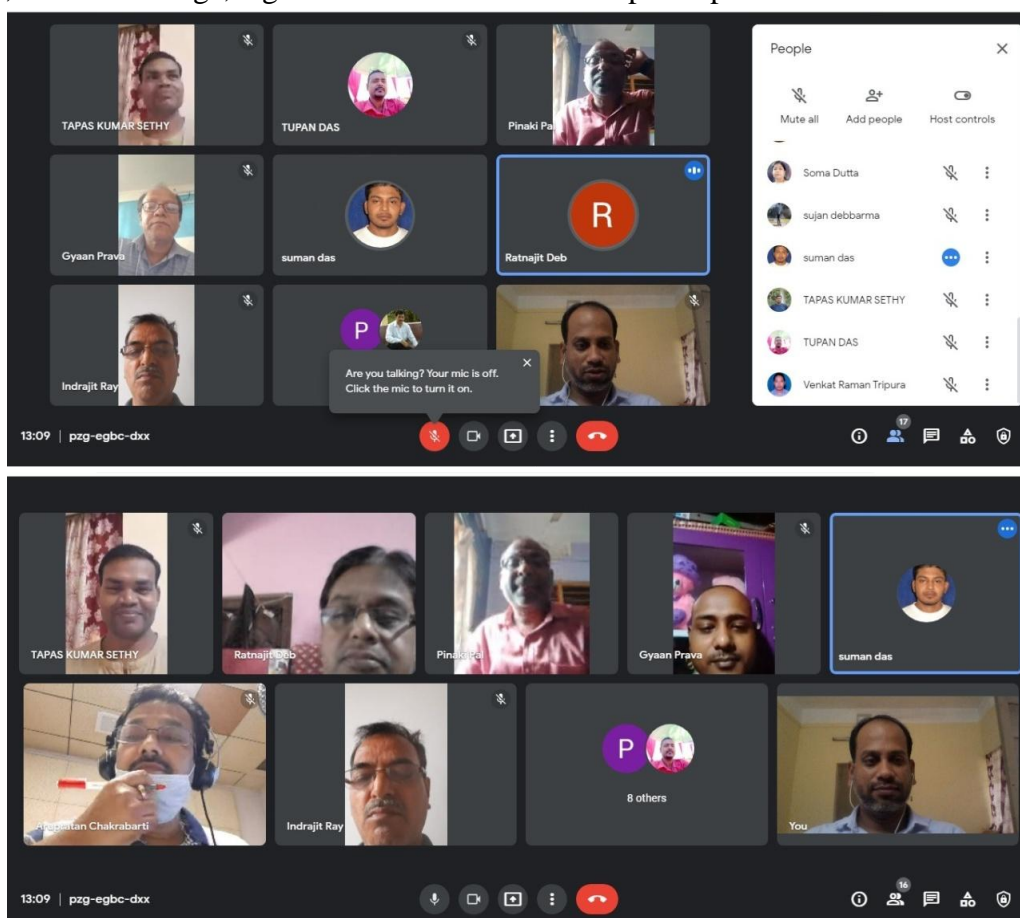 TAPAS KUMAR SETHY
TUPAN DAS
Pinaki Pa
Gyaan Prava
suman das
R
Ratnajit Deb
Indrajit Ray
P
Are you talking? Your mic is off.
Click the mic to turn it on.
People
Mute all
Add people
Host controls
Soma Dutta
sujan debbarma
suman das
TAPAS KUMAR SETHY
TUPAN DAS
Venkat Raman Tripura
13:09 | pzg-egbc-dxx
17
TAPAS KUMAR SETHY
Ratnajit Deb
Pinaki Pal
Gyaan Prava
suman das
Chakrabarti
Indrajit Ray
P
8 others
You
13:09 | pzg-egbc-dxx
16